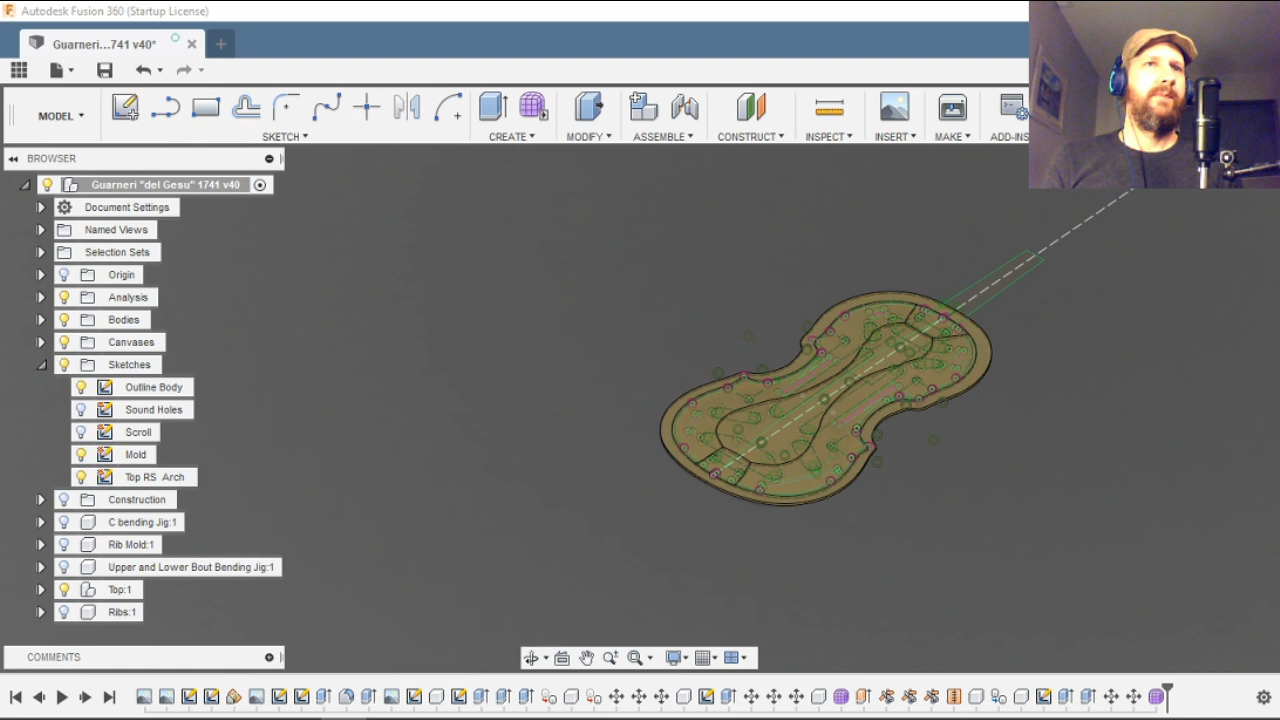 Autodesk Fusion 360 (Startup License)
Guarneri...741 v40*
MODEL
SKETCH
CREATE
MODIFY
ASSEMBLE
CONSTRUCT
INSPECT
INSERT
MAKE
ADD-INS
BROWSER
Guarneri "del Gesu" 1741 v40
Document Settings
Named Views
Selection Sets
Origin
Analysis
Bodies
Canvases
Sketches
Outline Body
Sound Holes
Scroll
Mold
Top RS Arch
Construction
C bending Jig:1
Rib Mold:1
Upper and Lower Bout Bending Jig:1
Top:1
Ribs:1
COMMENTS